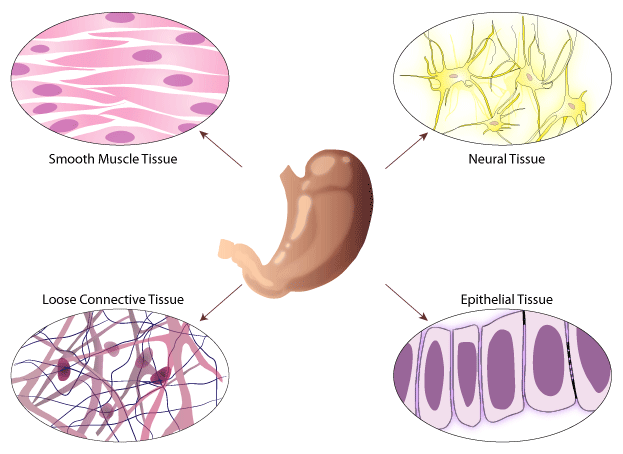 Smooth Muscle Tissue
Neural Tissue
Loose Connective Tissue
Epithelial Tissue